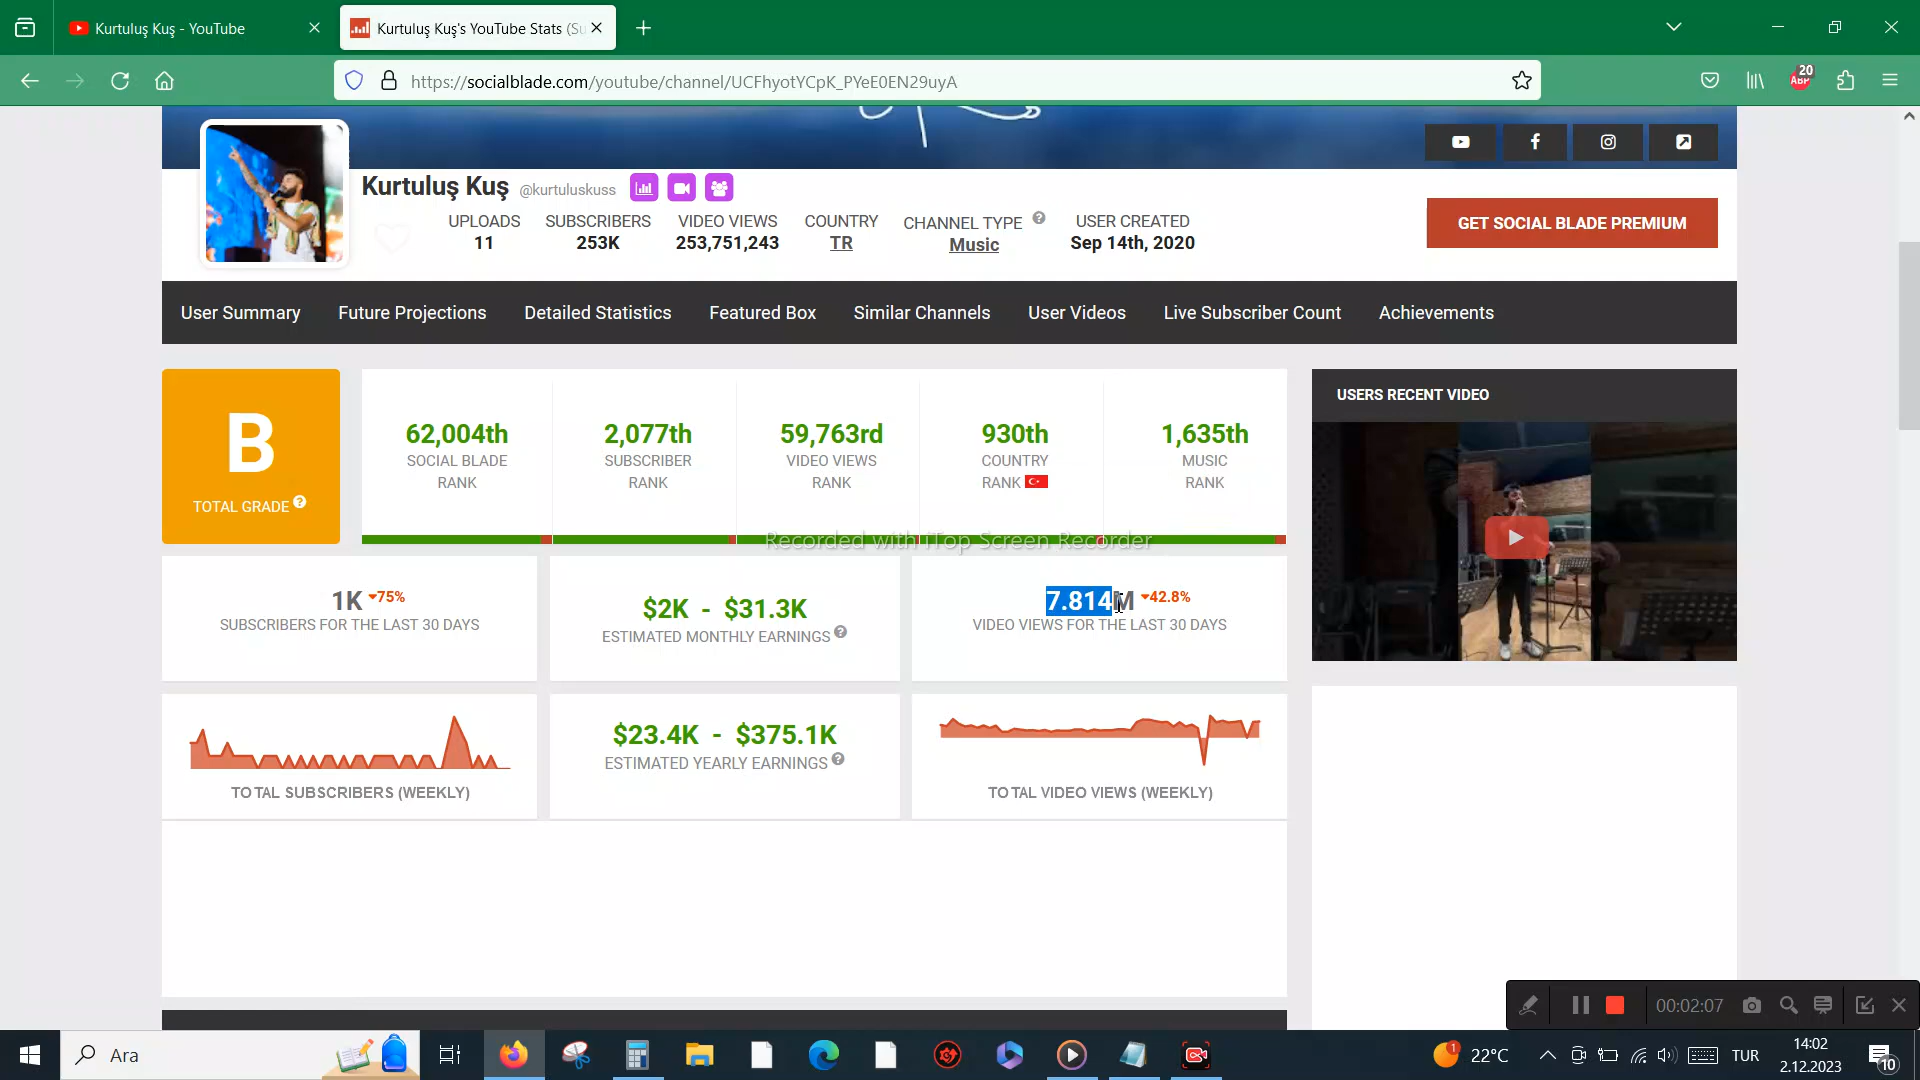 Kurtuluş Kuş - YouTube
Kurtuluş Kuş's YouTube Stats (Su
https://socialblade.com/youtube/channel/UCFhyotYCpK_PYeE0EN29uyA
ABP
20
Kurtuluş Kuş @kurtuluskuss
UPLOADS SUBSCRIBERS VIDEO VIEWS COUNTRY CHANNEL TYPE ? USER CREATED
11 253K 253,751,243 TR Music Sep 14th, 2020
GET SOCIAL BLADE PREMIUM
User Summary Future Projections Detailed Statistics Featured Box Similar Channels User Videos Live Subscriber Count Achievements
B
TOTAL GRADE ?
62,004th 2,077th 59,763rd 930th 1,635th
SOCIAL BLADE SUBSCRIBER VIDEO VIEWS COUNTRY MUSIC
RANK RANK RANK RANK RANK
USERS RECENT VIDEO
Recorded with iTop Screen Recorder
1K 75%
SUBSCRIBERS FOR THE LAST 30 DAYS
$2K - $31.3K
ESTIMATED MONTHLY EARNINGS ?
7.814M 42.8%
VIDEO VIEWS FOR THE LAST 30 DAYS
TOTAL SUBSCRIBERS (WEEKLY)
$23.4K - $375.1K
ESTIMATED YEARLY EARNINGS ?
TOTAL VIDEO VIEWS (WEEKLY)
00:02:07
Ara
1
22°C
TUR
14:02
2.12.2023
10